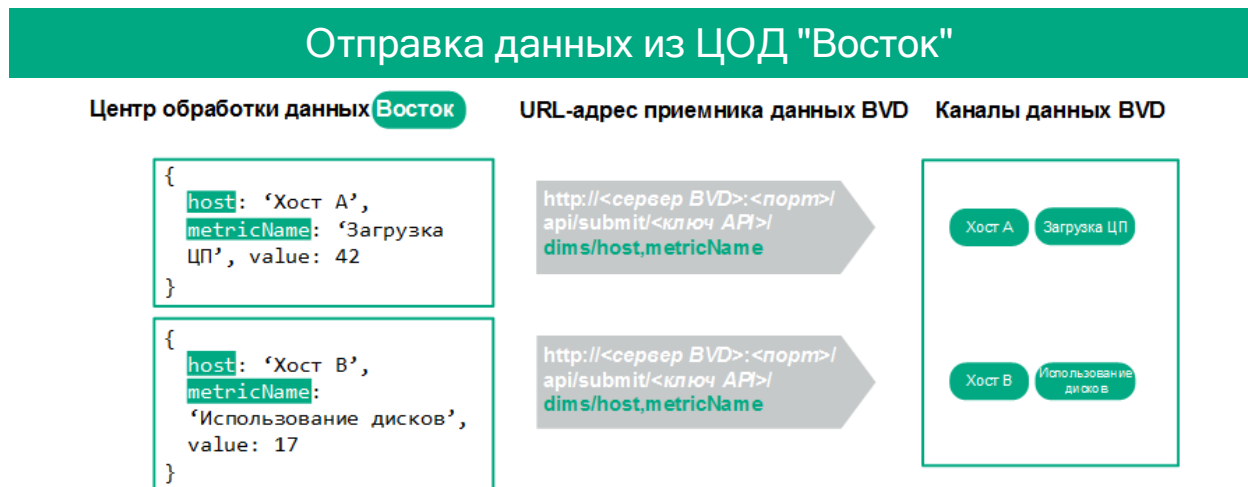 Отправка данных из ЦОД "Восток"
Центр обработки данных Восток
URL-адрес приемника данных BVD
Каналы данных BVD
{
host: ‘Хост А’,
metricName: ‘Загрузка
ЦП’, value: 42
}
http://<сервер BVD>:<порт>/
api/submit/<ключ API>/
dims/host,metricName
Хост А
Загрузка ЦП
{
host: ‘Хост В’,
metricName:
‘Использование дисков’,
value: 17
}
http://<сервер BVD>:<порт>/
api/submit/<ключ API>/
dims/host,metricName
Хост В
Использование
дисков